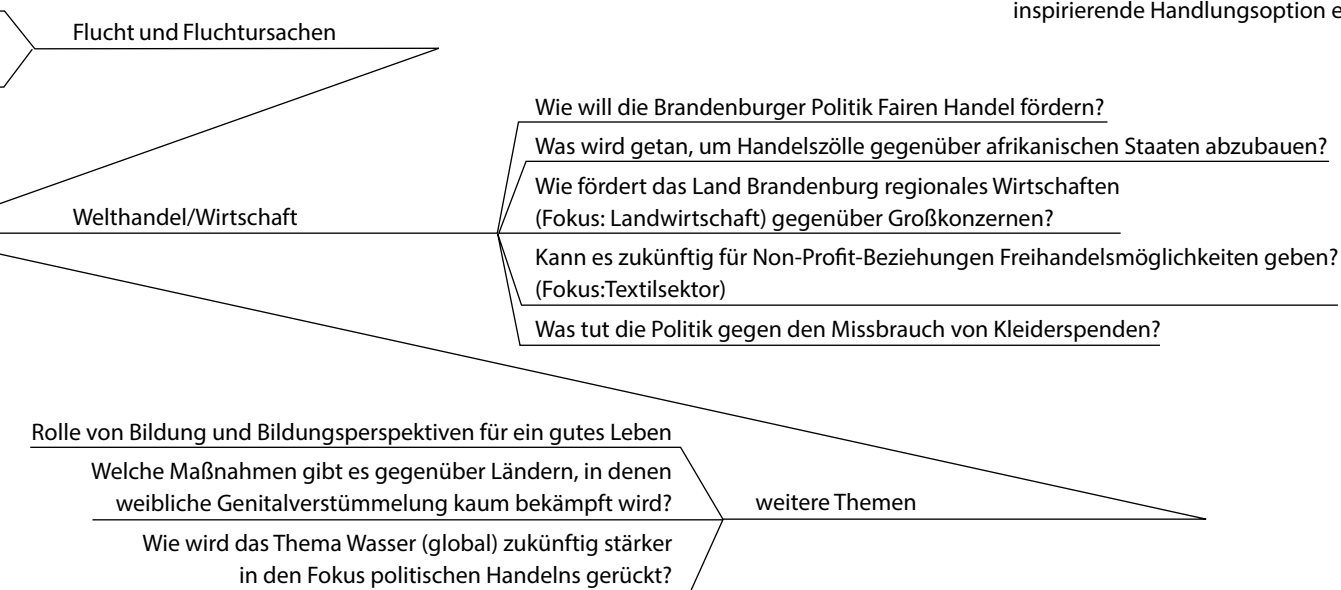 inspirierende Handlungsoption
Flucht und Fluchtursachen
Wie will die Brandenburger Politik Fairen Handel fördern?
Was wird getan, um Handelszölle gegenüber afrikanischen Staaten abzubauen?
Wie fördert das Land Brandenburg regionales Wirtschaften
(Fokus: Landwirtschaft) gegenüber Großkonzernen?
Welthandel/Wirtschaft
Kann es zukünftig für Non-Profit-Beziehungen Freihandelsmöglichkeiten geben?
(Fokus:Textilsektor)
Was tut die Politik gegen den Missbrauch von Kleiderspenden?
Rolle von Bildung und Bildungsperspektiven für ein gutes Leben
Welche Maßnahmen gibt es gegenüber Ländern, in denen
weibliche Genitalverstümmelung kaum bekämpft wird?
weitere Themen
Wie wird das Thema Wasser (global) zukünftig stärker
in den Fokus politischen Handelns gerückt?